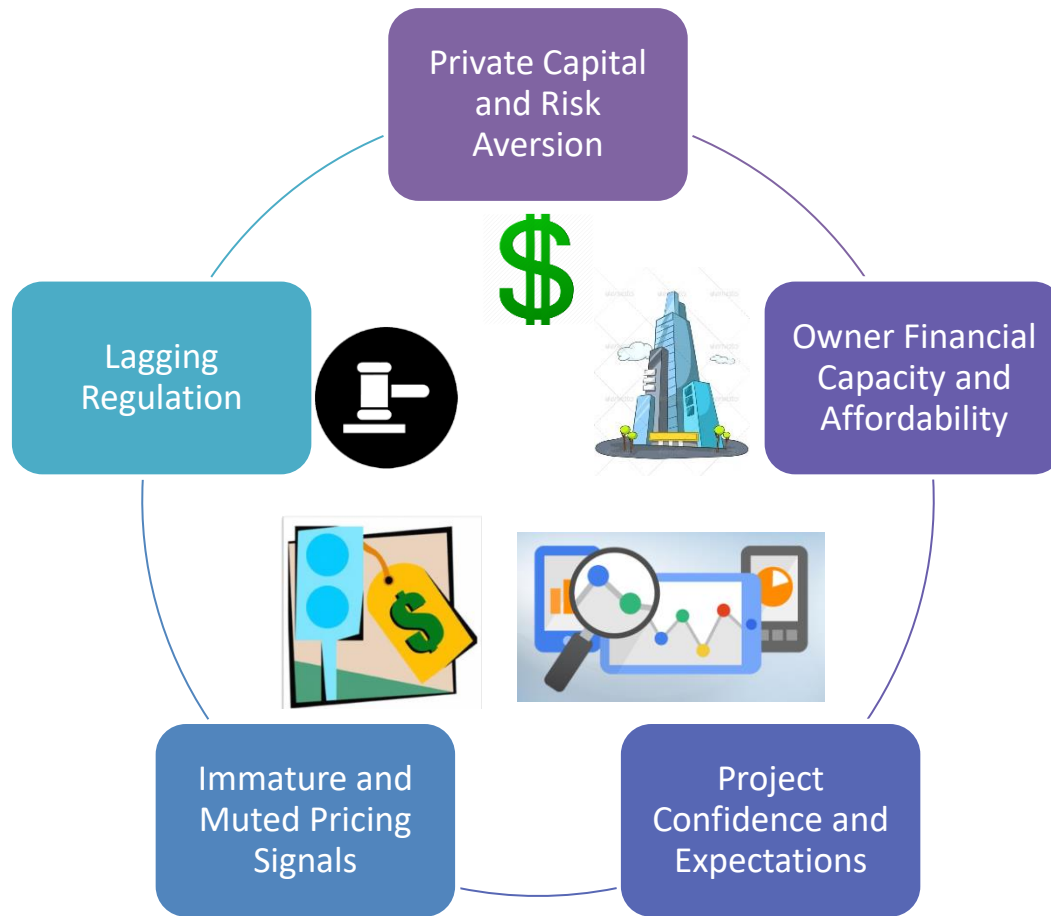 Private Capital
and Risk
Aversion
$
Lagging
Regulation
Owner Financial
Capacity and
Affordability
$
Immature and
Muted Pricing
Signals
Project
Confidence and
Expectations